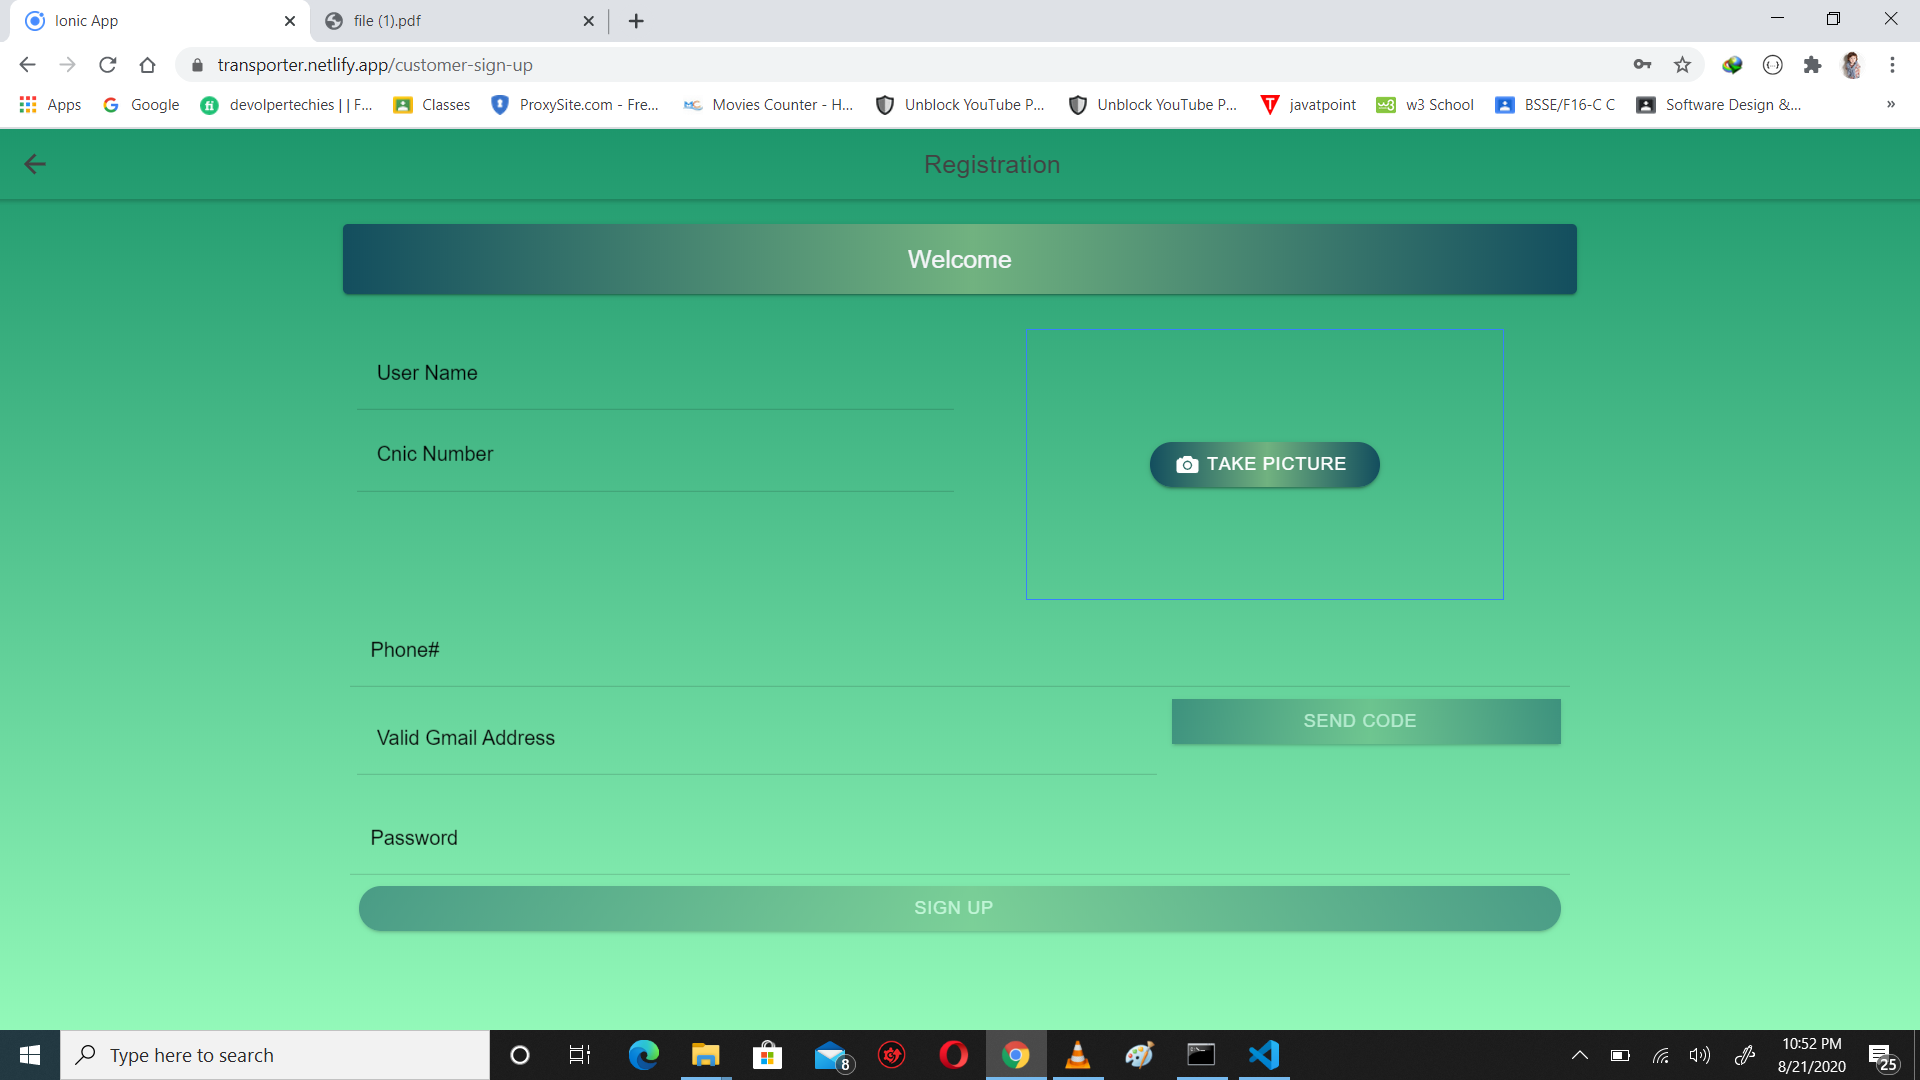 Ionic App
file (1).pdf
transporter.netlify.app/customer-sign-up
Apps
Google
devolpertechies | | F...
Classes
ProxySite.com - Fre...
Movies Counter - H...
Unblock YouTube P...
Unblock YouTube P...
javatpoint
w3 School
BSSE/F16-C C
Software Design &...
Registration
Welcome
User Name
Cnic Number
TAKE PICTURE
Phone#
SEND CODE
Valid Gmail Address
Password
SIGN UP
Type here to search
8
10:52 PM
8/21/2020
25